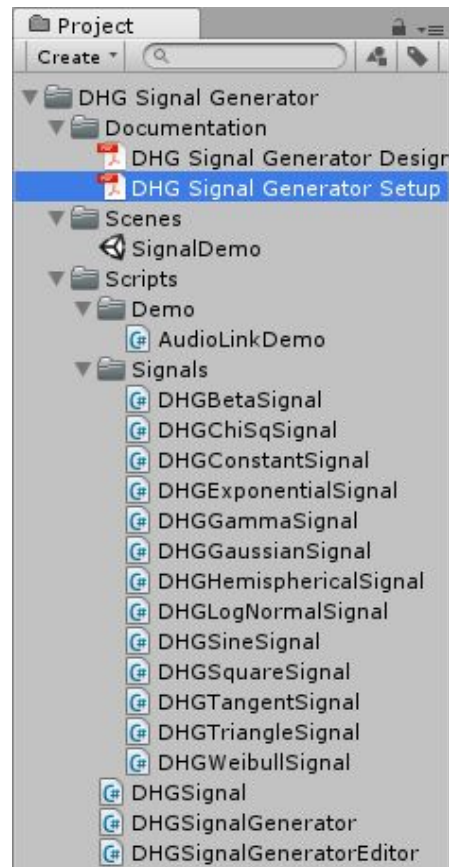 Project
Create
DHG Signal Generator
Documentation
DHG Signal Generator Design
DHG Signal Generator Setup
Scenes
SignalDemo
Scripts
Demo
AudioLinkDemo
Signals
DHGBetaSignal
DHGChiSqSignal
DHGConstantSignal
DHGExponentialSignal
DHGGammaSignal
DHGGaussianSignal
DHGHemisphericalSignal
DHGLogNormalSignal
DHGSineSignal
DHGSquareSignal
DHGTangentSignal
DHGTriangleSignal
DHGWeibullSignal
DHGSignal
DHGSignalGenerator
DHGSignalGeneratorEditor